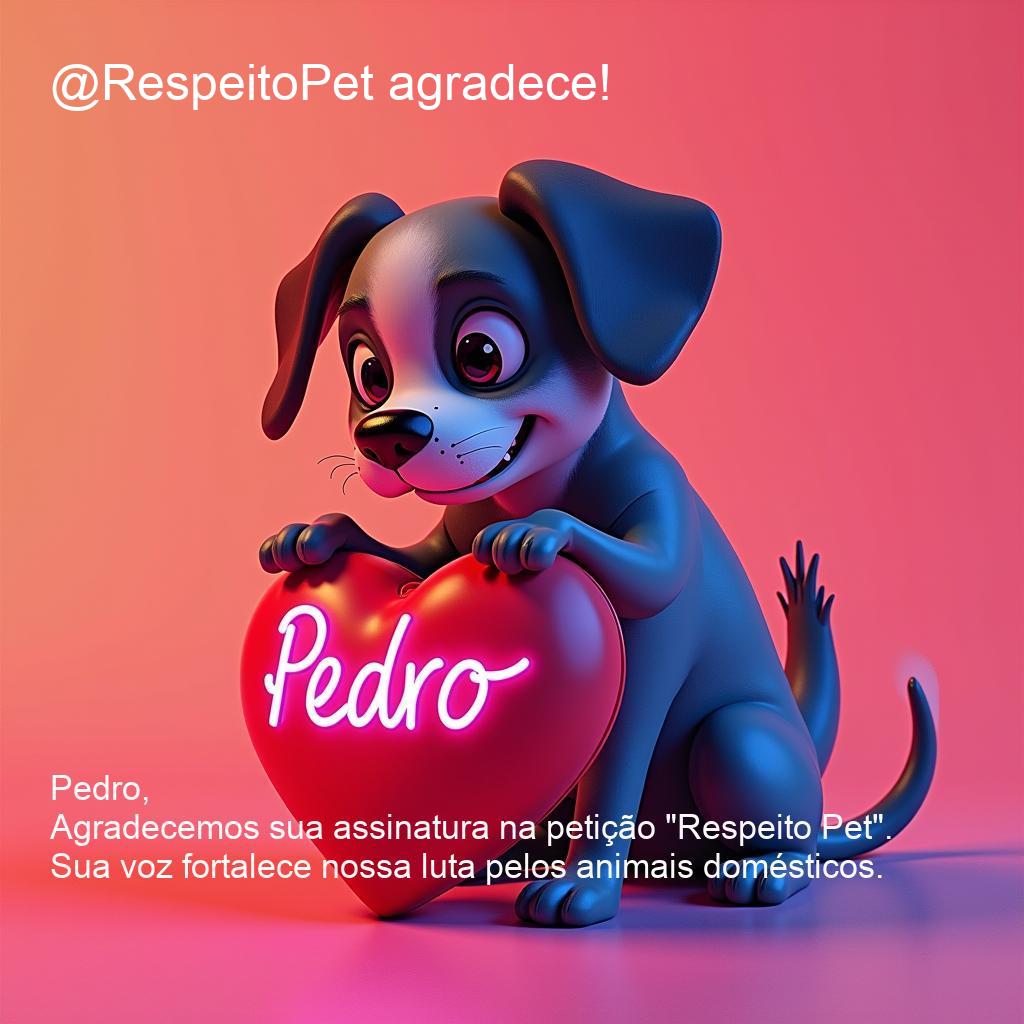 @RespeitoPet agradece!
Pedro
Pedro,
Agradecemos sua assinatura na petição "Respeito Pet".
Sua voz fortalece nossa luta pelos animais domésticos.